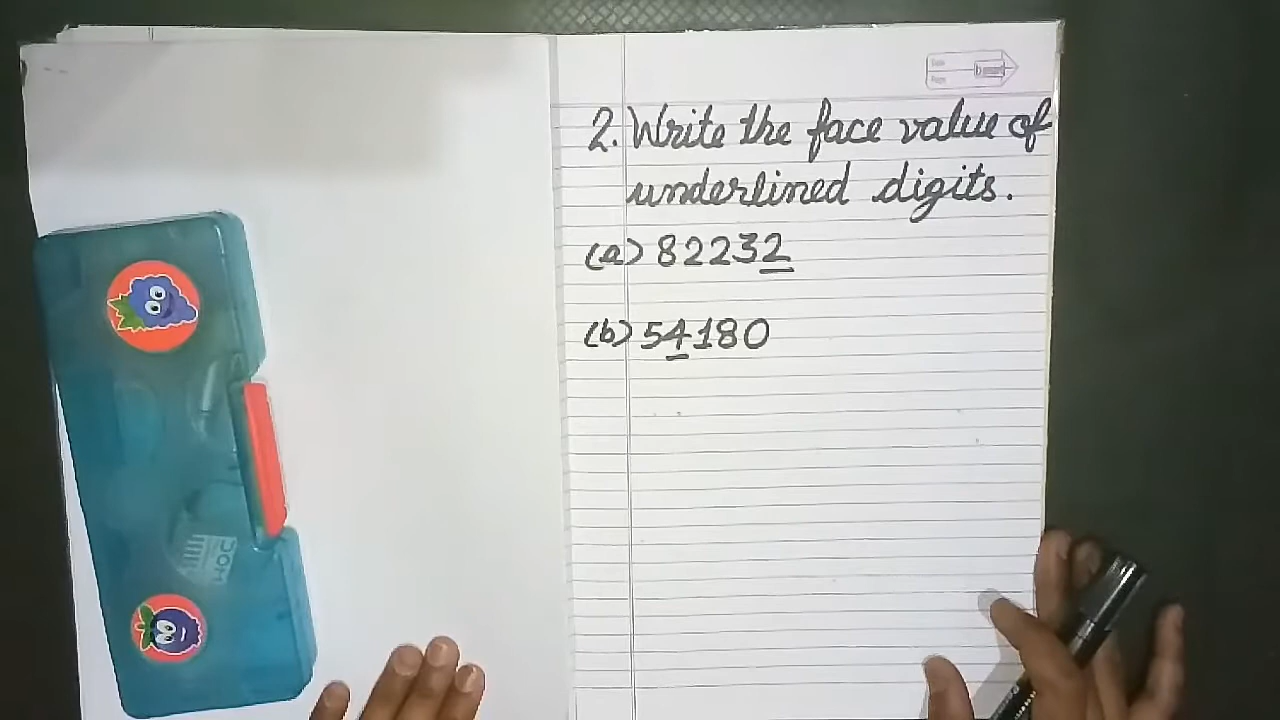 2. Write the face value of
underlined digits.
(a) 82232
(b) 54180